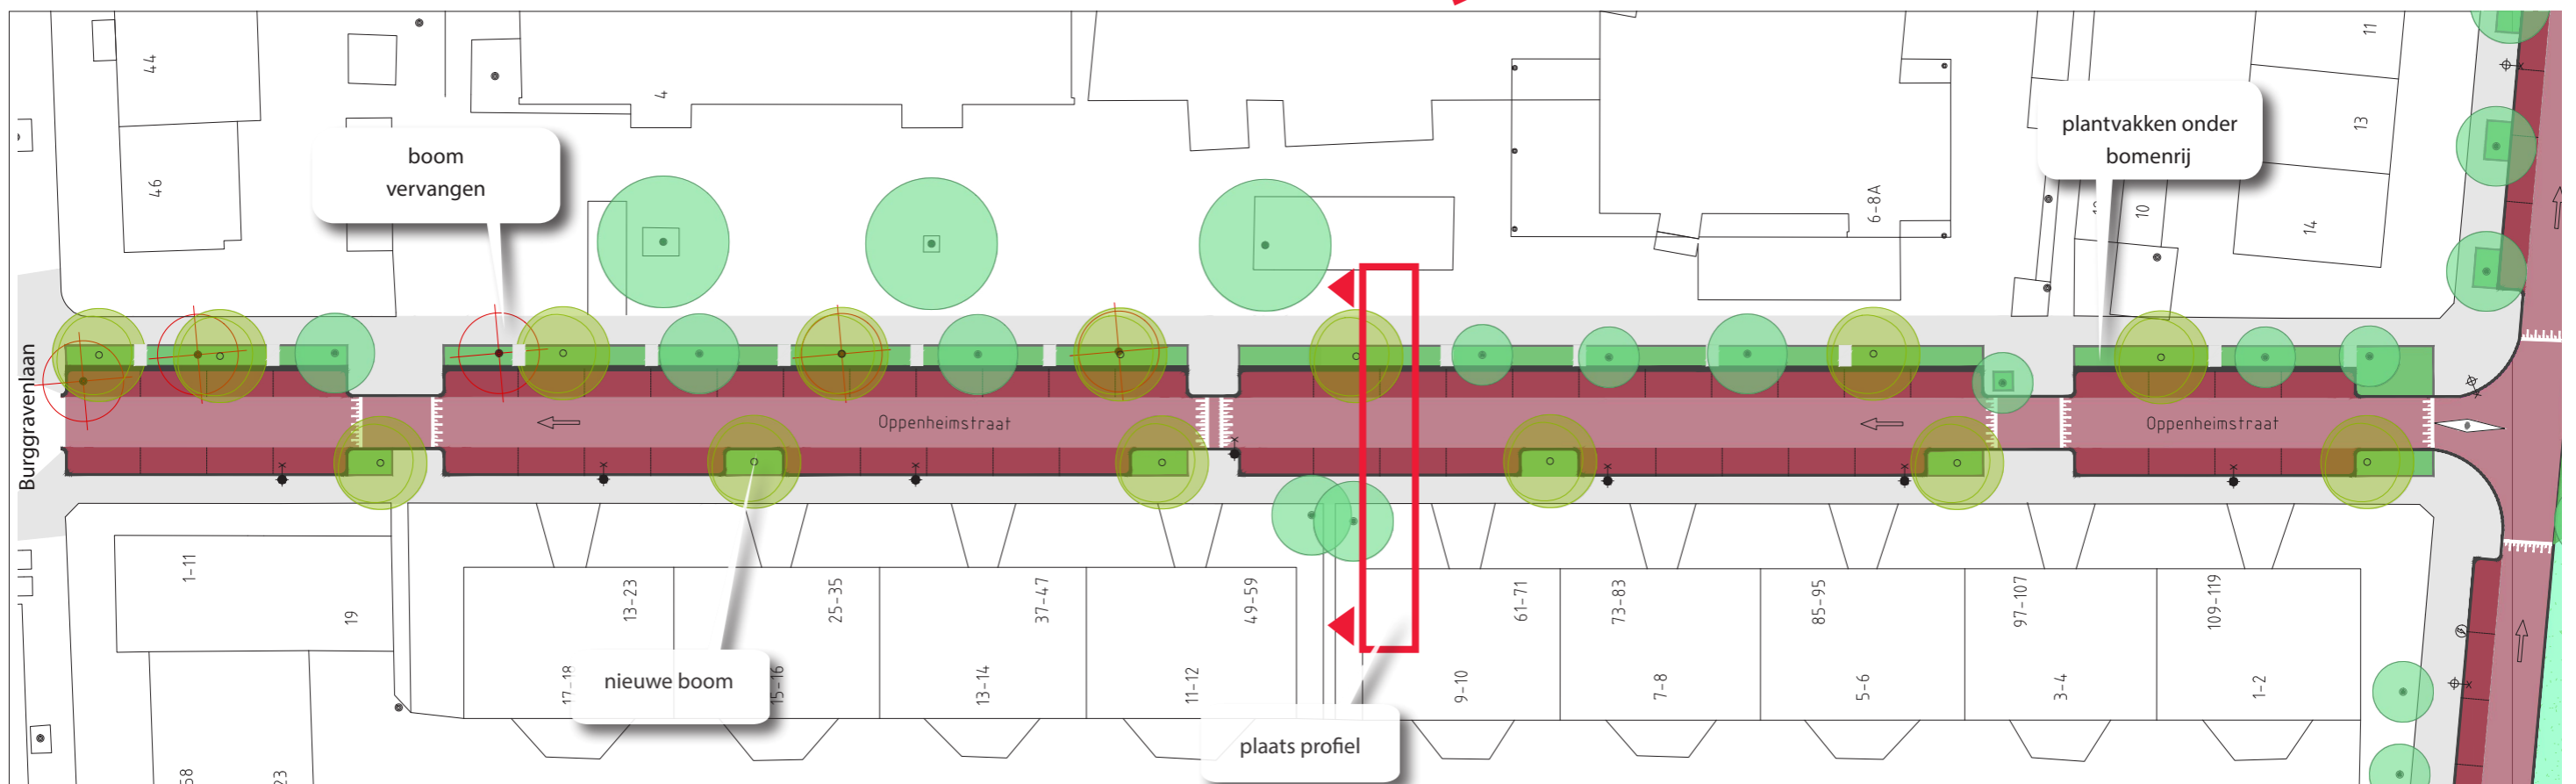 44
46
4
boom
vervangen
6-8A
plantvakken onder
bomenrij
10
11
13
14
Burggravenlaan
Oppenheimstraat
Oppenheimstraat
1-11
19
13-23
25-35
37-47
49-59
61-71
73-83
85-95
97-107
109-119
17-18
15-16
13-14
11-12
9-10
7-8
5-6
3-4
1-2
nieuwe boom
plaats profiel